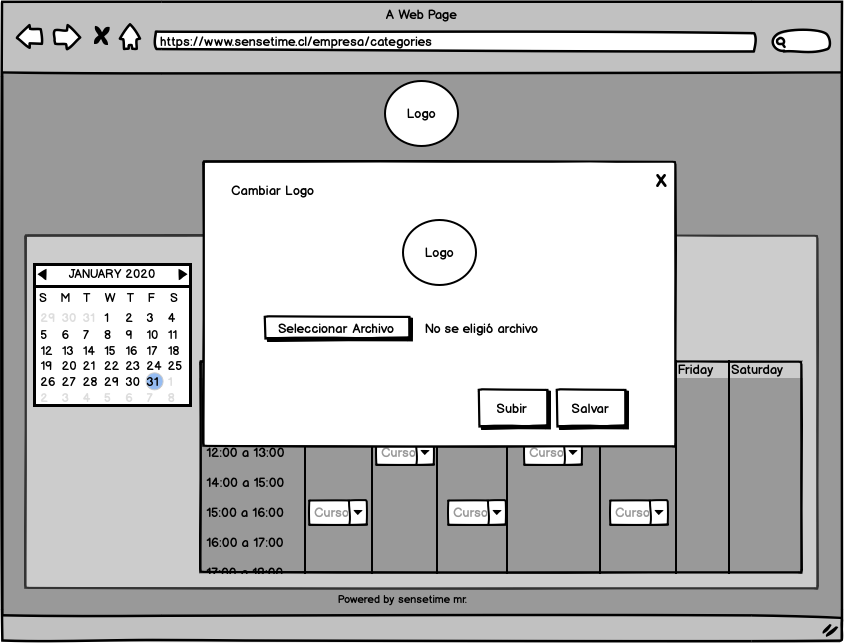 A Web Page
https://www.sensetime.cl/empresa/categories
Logo
Cambiar Logo
X
Logo
Seleccionar Archivo No se eligió archivo
Subir Salvar
JANUARY 2020
S M T W T F S
29 30 31 1 2 3 4
5 6 7 8 9 10 11
12 13 14 15 16 17 18
19 20 21 22 23 24 25
26 27 28 29 30 31 1
2 3 4 5 6 7 8
Friday Saturday
12:00 a 13:00 Curso Curso
14:00 a 15:00
15:00 a 16:00 Curso Curso Curso
16:00 a 17:00
17:00 a 18:00
Powered by sensetime mr.